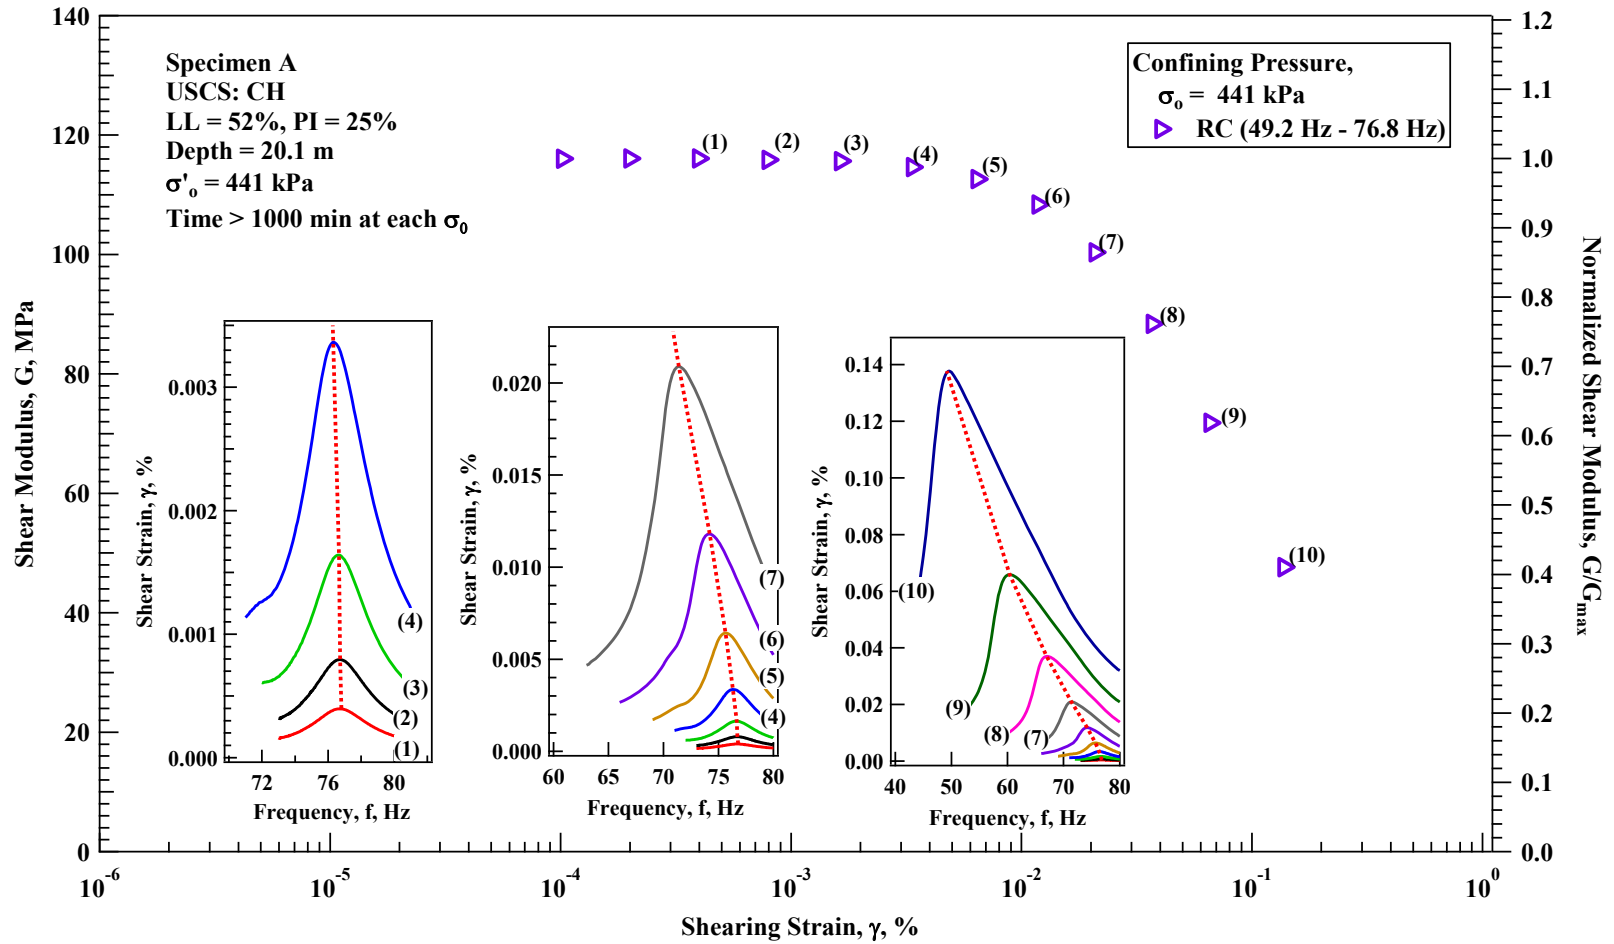 Specimen A
USCS: CH
LL = 52%, PI = 25%
Depth = 20.1 m
σ'o = 441 kPa
Time > 1000 min at each σ0
Confining Pressure,
σo = 441 kPa
RC (49.2 Hz - 76.8 Hz)
(1)
(2)
(3)
(4)
(5)
(6)
(7)
(8)
(9)
(10)
Shear Modulus, G, MPa
140
120
100
80
60
40
20
0
Normalized Shear Modulus, G/Gmax
1.2
1.1
1.0
0.9
0.8
0.7
0.6
0.5
0.4
0.3
0.2
0.1
0.0
Shear Strain, γ, %
0.003
0.002
0.001
0.000
(4)
(3)
(2)
(1)
72 76 80
Frequency, f, Hz
Shear Strain, γ, %
0.020
0.015
0.010
0.005
0.000
(7)
(6)
(5)
(4)
60 65 70 75 80
Frequency, f, Hz
Shear Strain, γ, %
0.14
0.12
0.10
0.08
0.06
0.04
0.02
0.00
(10)
(9)
(8)
(7)
40 50 60 70 80
Frequency, f, Hz
10-6 10-5 10-4 10-3 10-2 10-1 100
Shearing Strain, γ, %